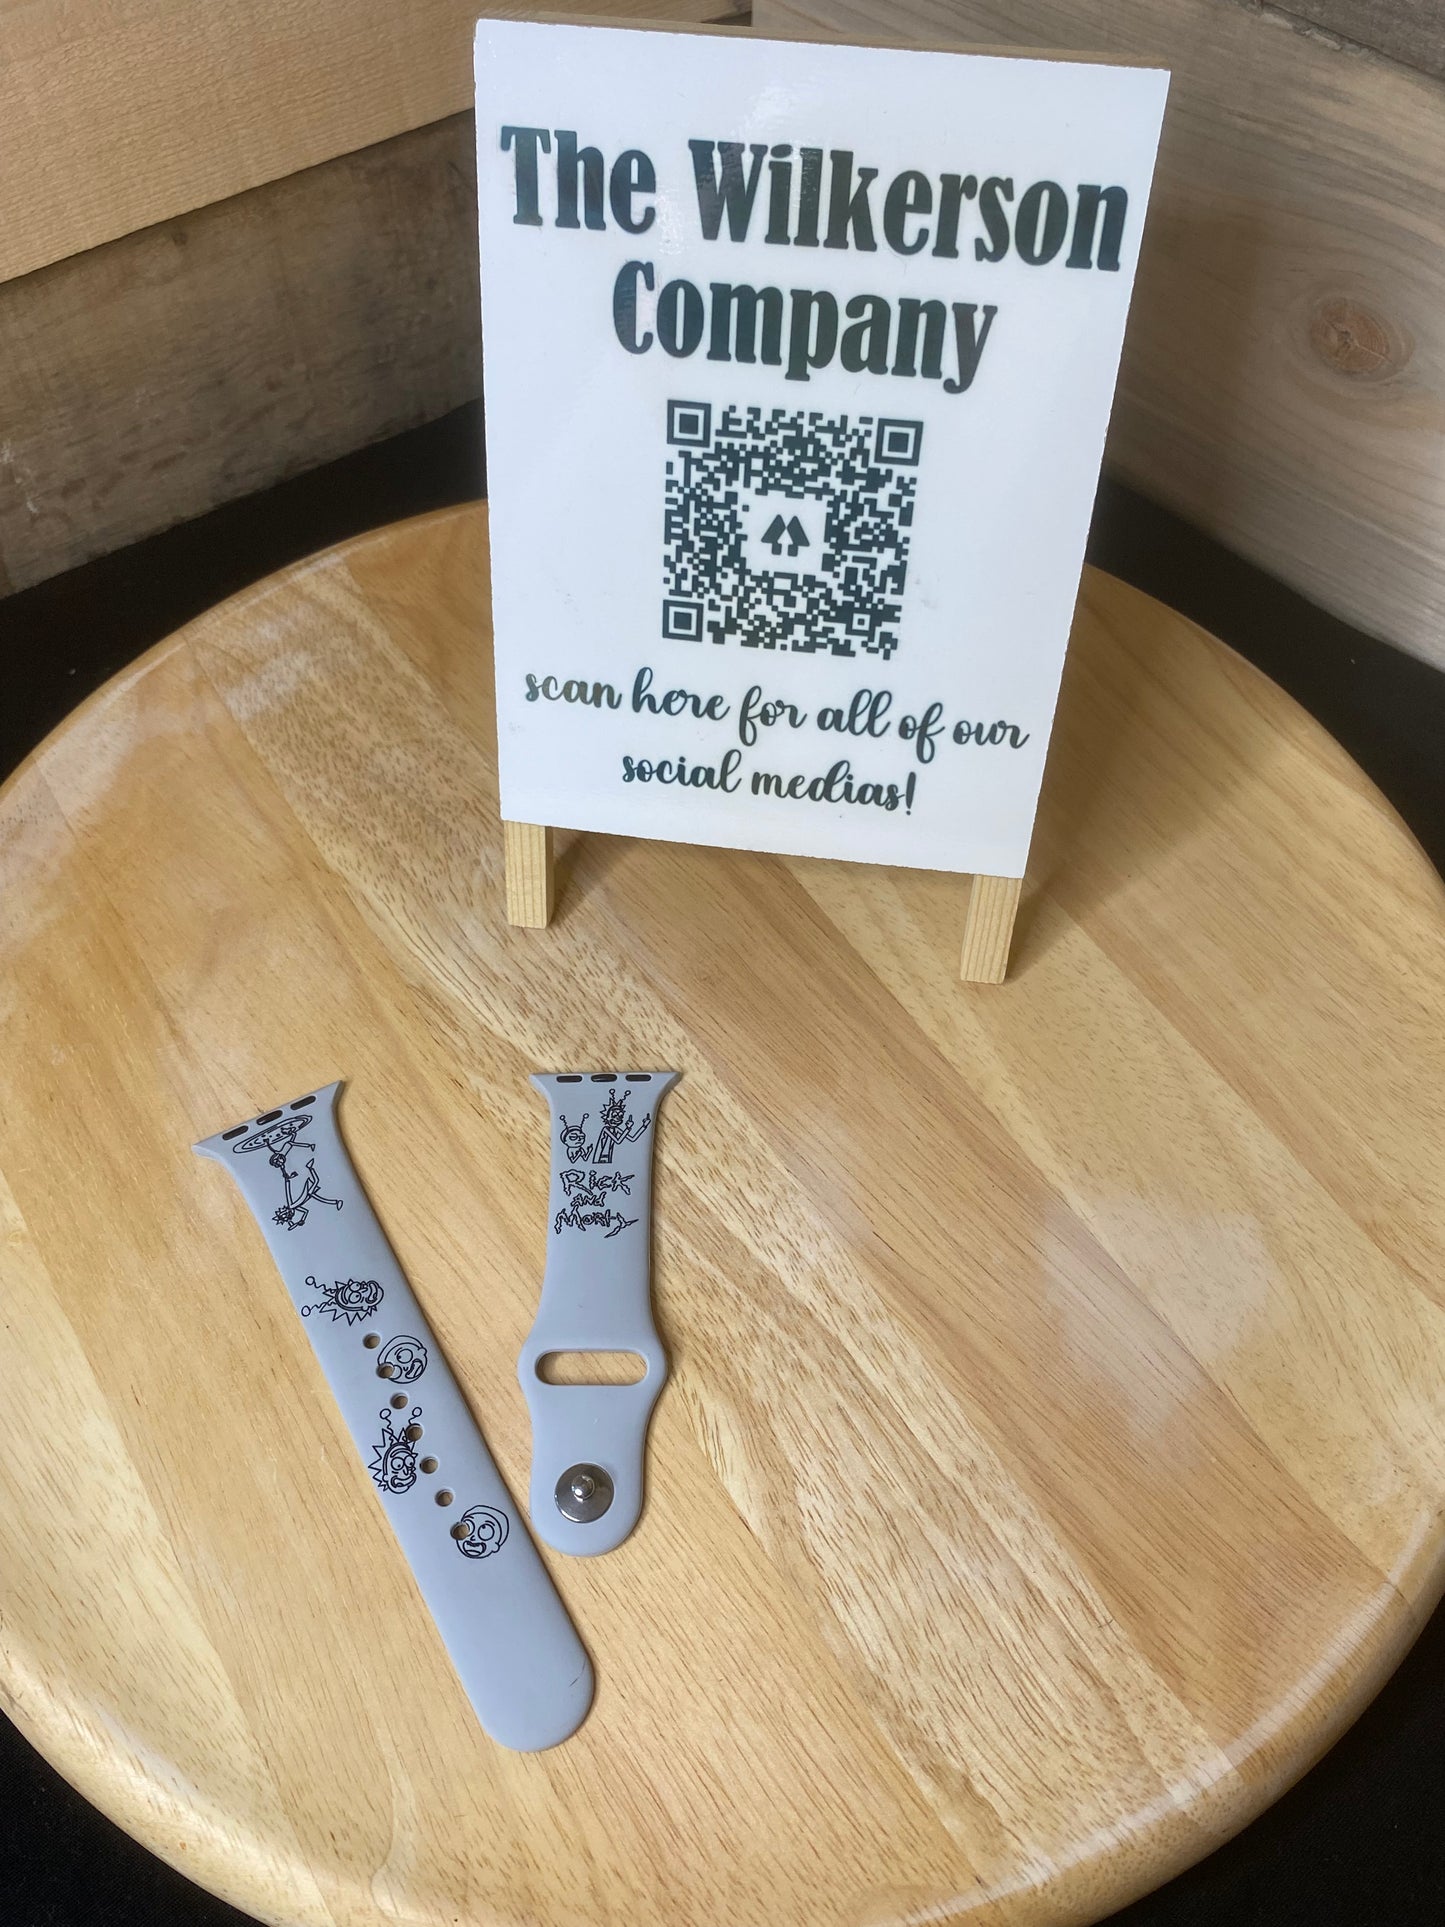 The Wilkerson
Company
scan here for all of our
social medias!
Rick
AND
Morty